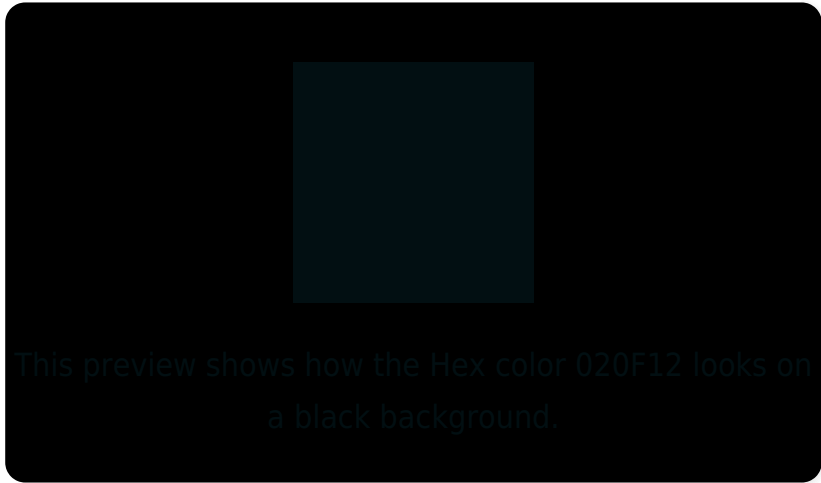 This preview shows how the Hex color 020F12 looks on
a black background.